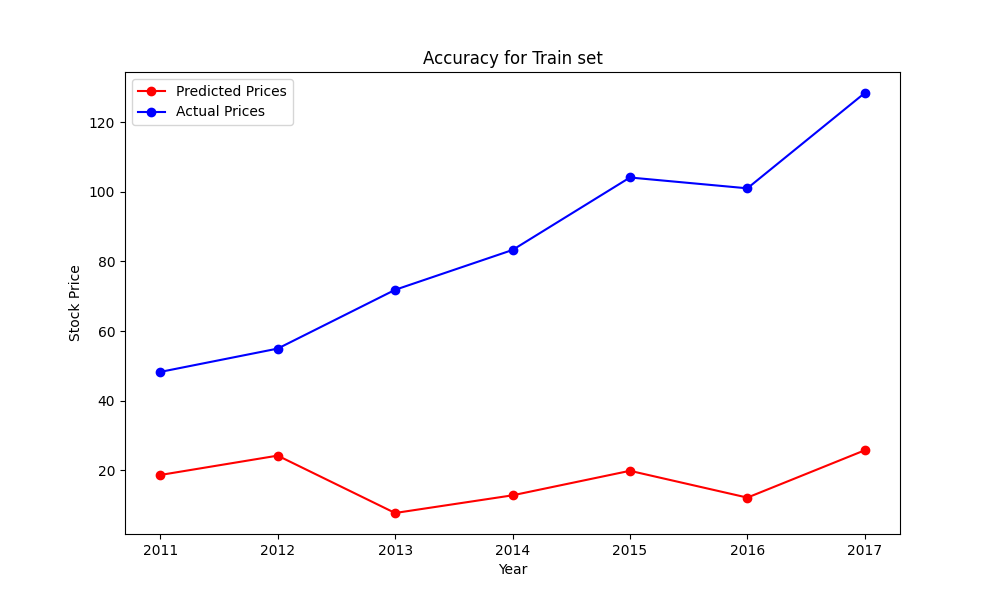 Accuracy for Train set
Predicted Prices
Actual Prices
120
100
80
60
40
20
Stock Price
2011 2012 2013 2014 2015 2016 2017
Year